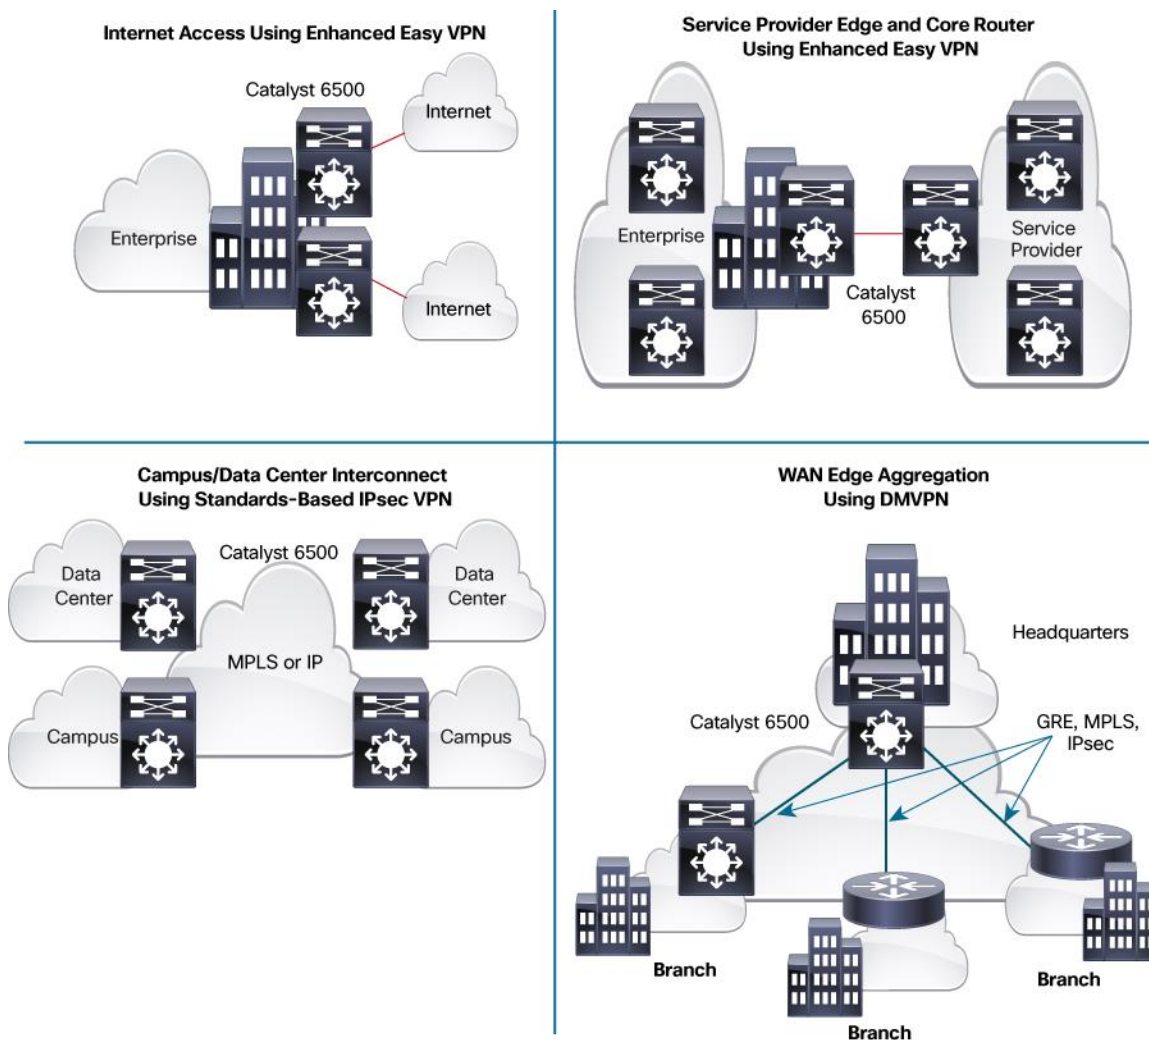 Internet Access Using Enhanced Easy VPN
Catalyst 6500
Internet
Enterprise
Internet
Service Provider Edge and Core Router
Using Enhanced Easy VPN
Enterprise
Service
Provider
Catalyst
6500
Campus/Data Center Interconnect
Using Standards-Based IPsec VPN
Catalyst 6500
Data
Center
Data
Center
MPLS or IP
Campus
Campus
WAN Edge Aggregation
Using DMVPN
Headquarters
Catalyst 6500
GRE, MPLS,
IPsec
Branch
Branch
Branch